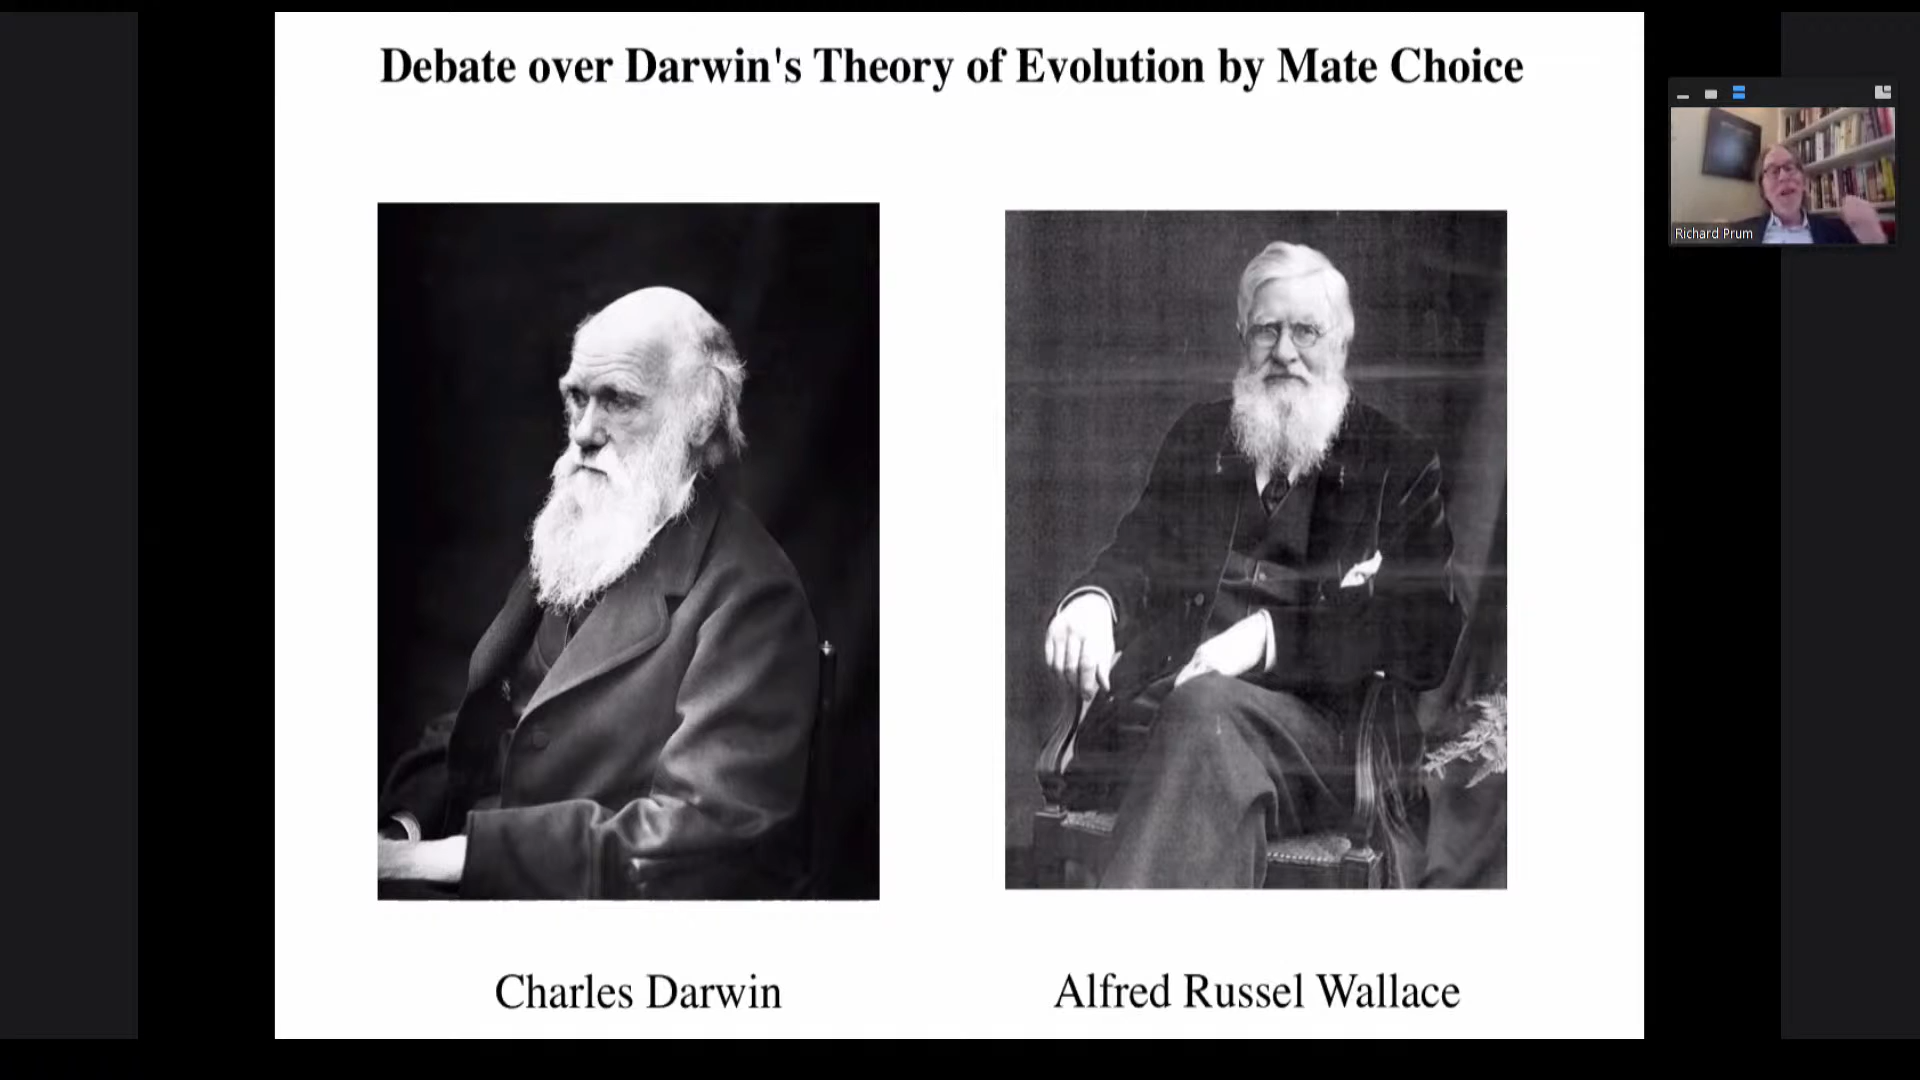 Debate over Darwin's Theory of Evolution by Mate Choice
Richard Prum
Charles Darwin
Alfred Russel Wallace